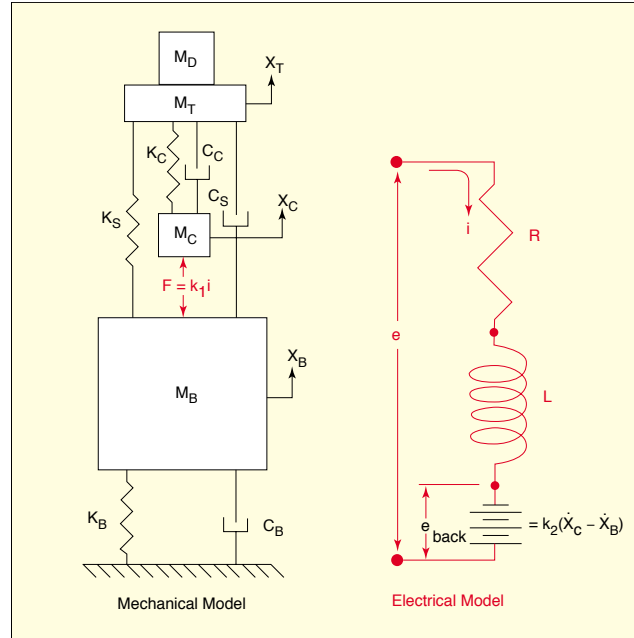 M_D
X_T
M_T
K_C
C_C
K_S
C_S
X_C
M_C
F = k_1 i
X_B
M_B
K_B
C_B
Mechanical Model
i
R
e
L
e_back
= k_2(Ẋ_C − Ẋ_B)
Electrical Model